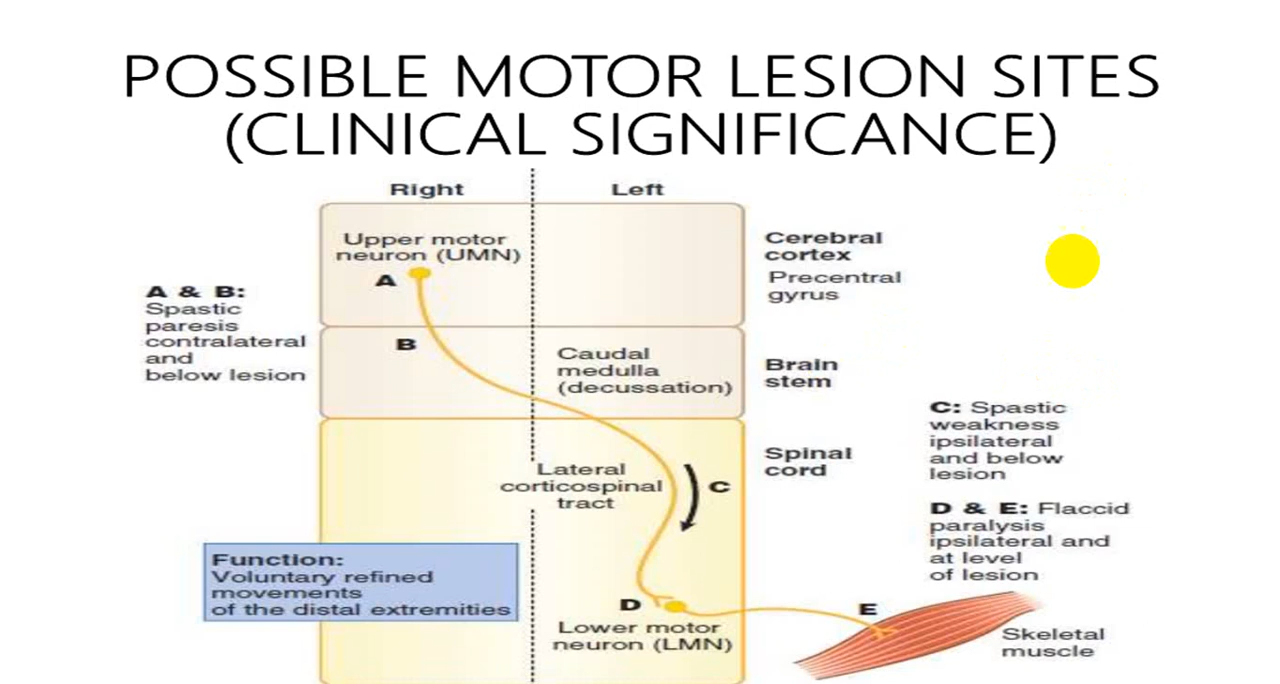 POSSIBLE MOTOR LESION SITES
(CLINICAL SIGNIFICANCE)
Right
Left
Upper motor
neuron (UMN)
A
Cerebral
cortex
Precentral
gyrus
A & B:
Spastic
paresis
contralateral
and
below lesion
B
Caudal
medulla
(decussation)
Brain
stem
C: Spastic
weakness
ipsilateral
and below
lesion
Spinal
cord
Lateral
corticospinal
tract
C
D & E: Flaccid
paralysis
ipsilateral and
at level
of lesion
Function:
Voluntary refined
movements
of the distal extremities
D
E
Lower motor
neuron (LMN)
Skeletal
muscle